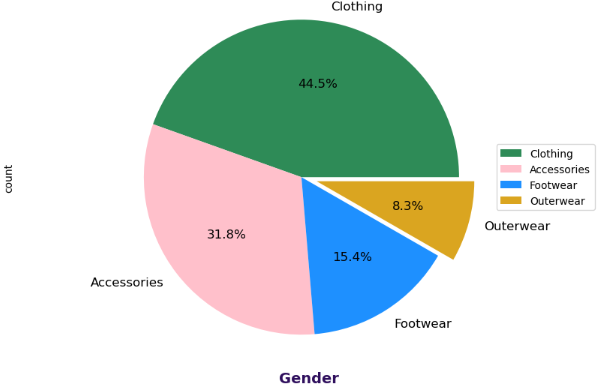 Clothing
44.5%
count
Clothing
Accessories
Footwear
Outerwear
8.3%
Outerwear
31.8%
15.4%
Accessories
Footwear
Gender